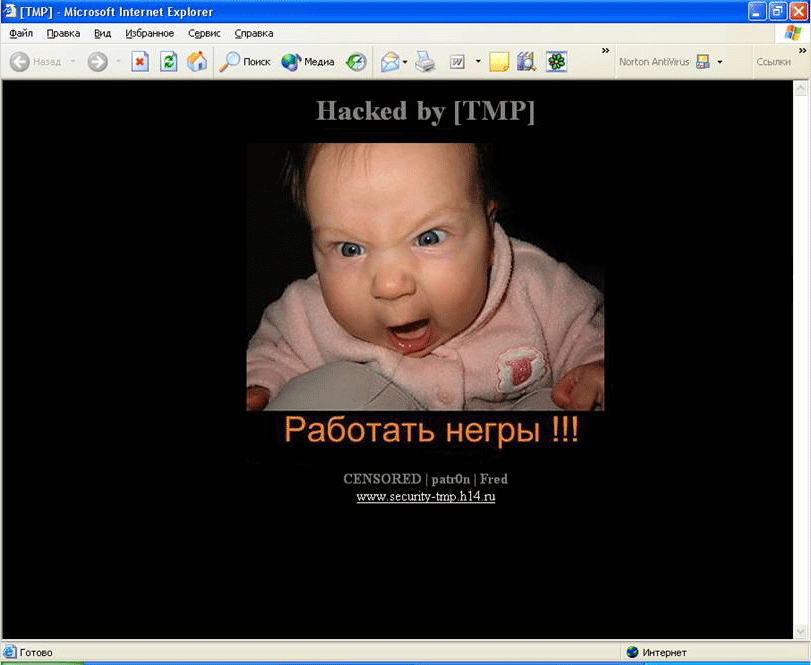 [TMP] - Microsoft Internet Explorer
Файл Правка Вид Избранное Сервис Справка
Назад Поиск Медиа W » Norton AntiVirus Ссылки »
Hacked by [TMP]
Работать негры !!!
CENSORED | patr0n | Fred
www.security-tmp.h14.ru
Готово Интернет